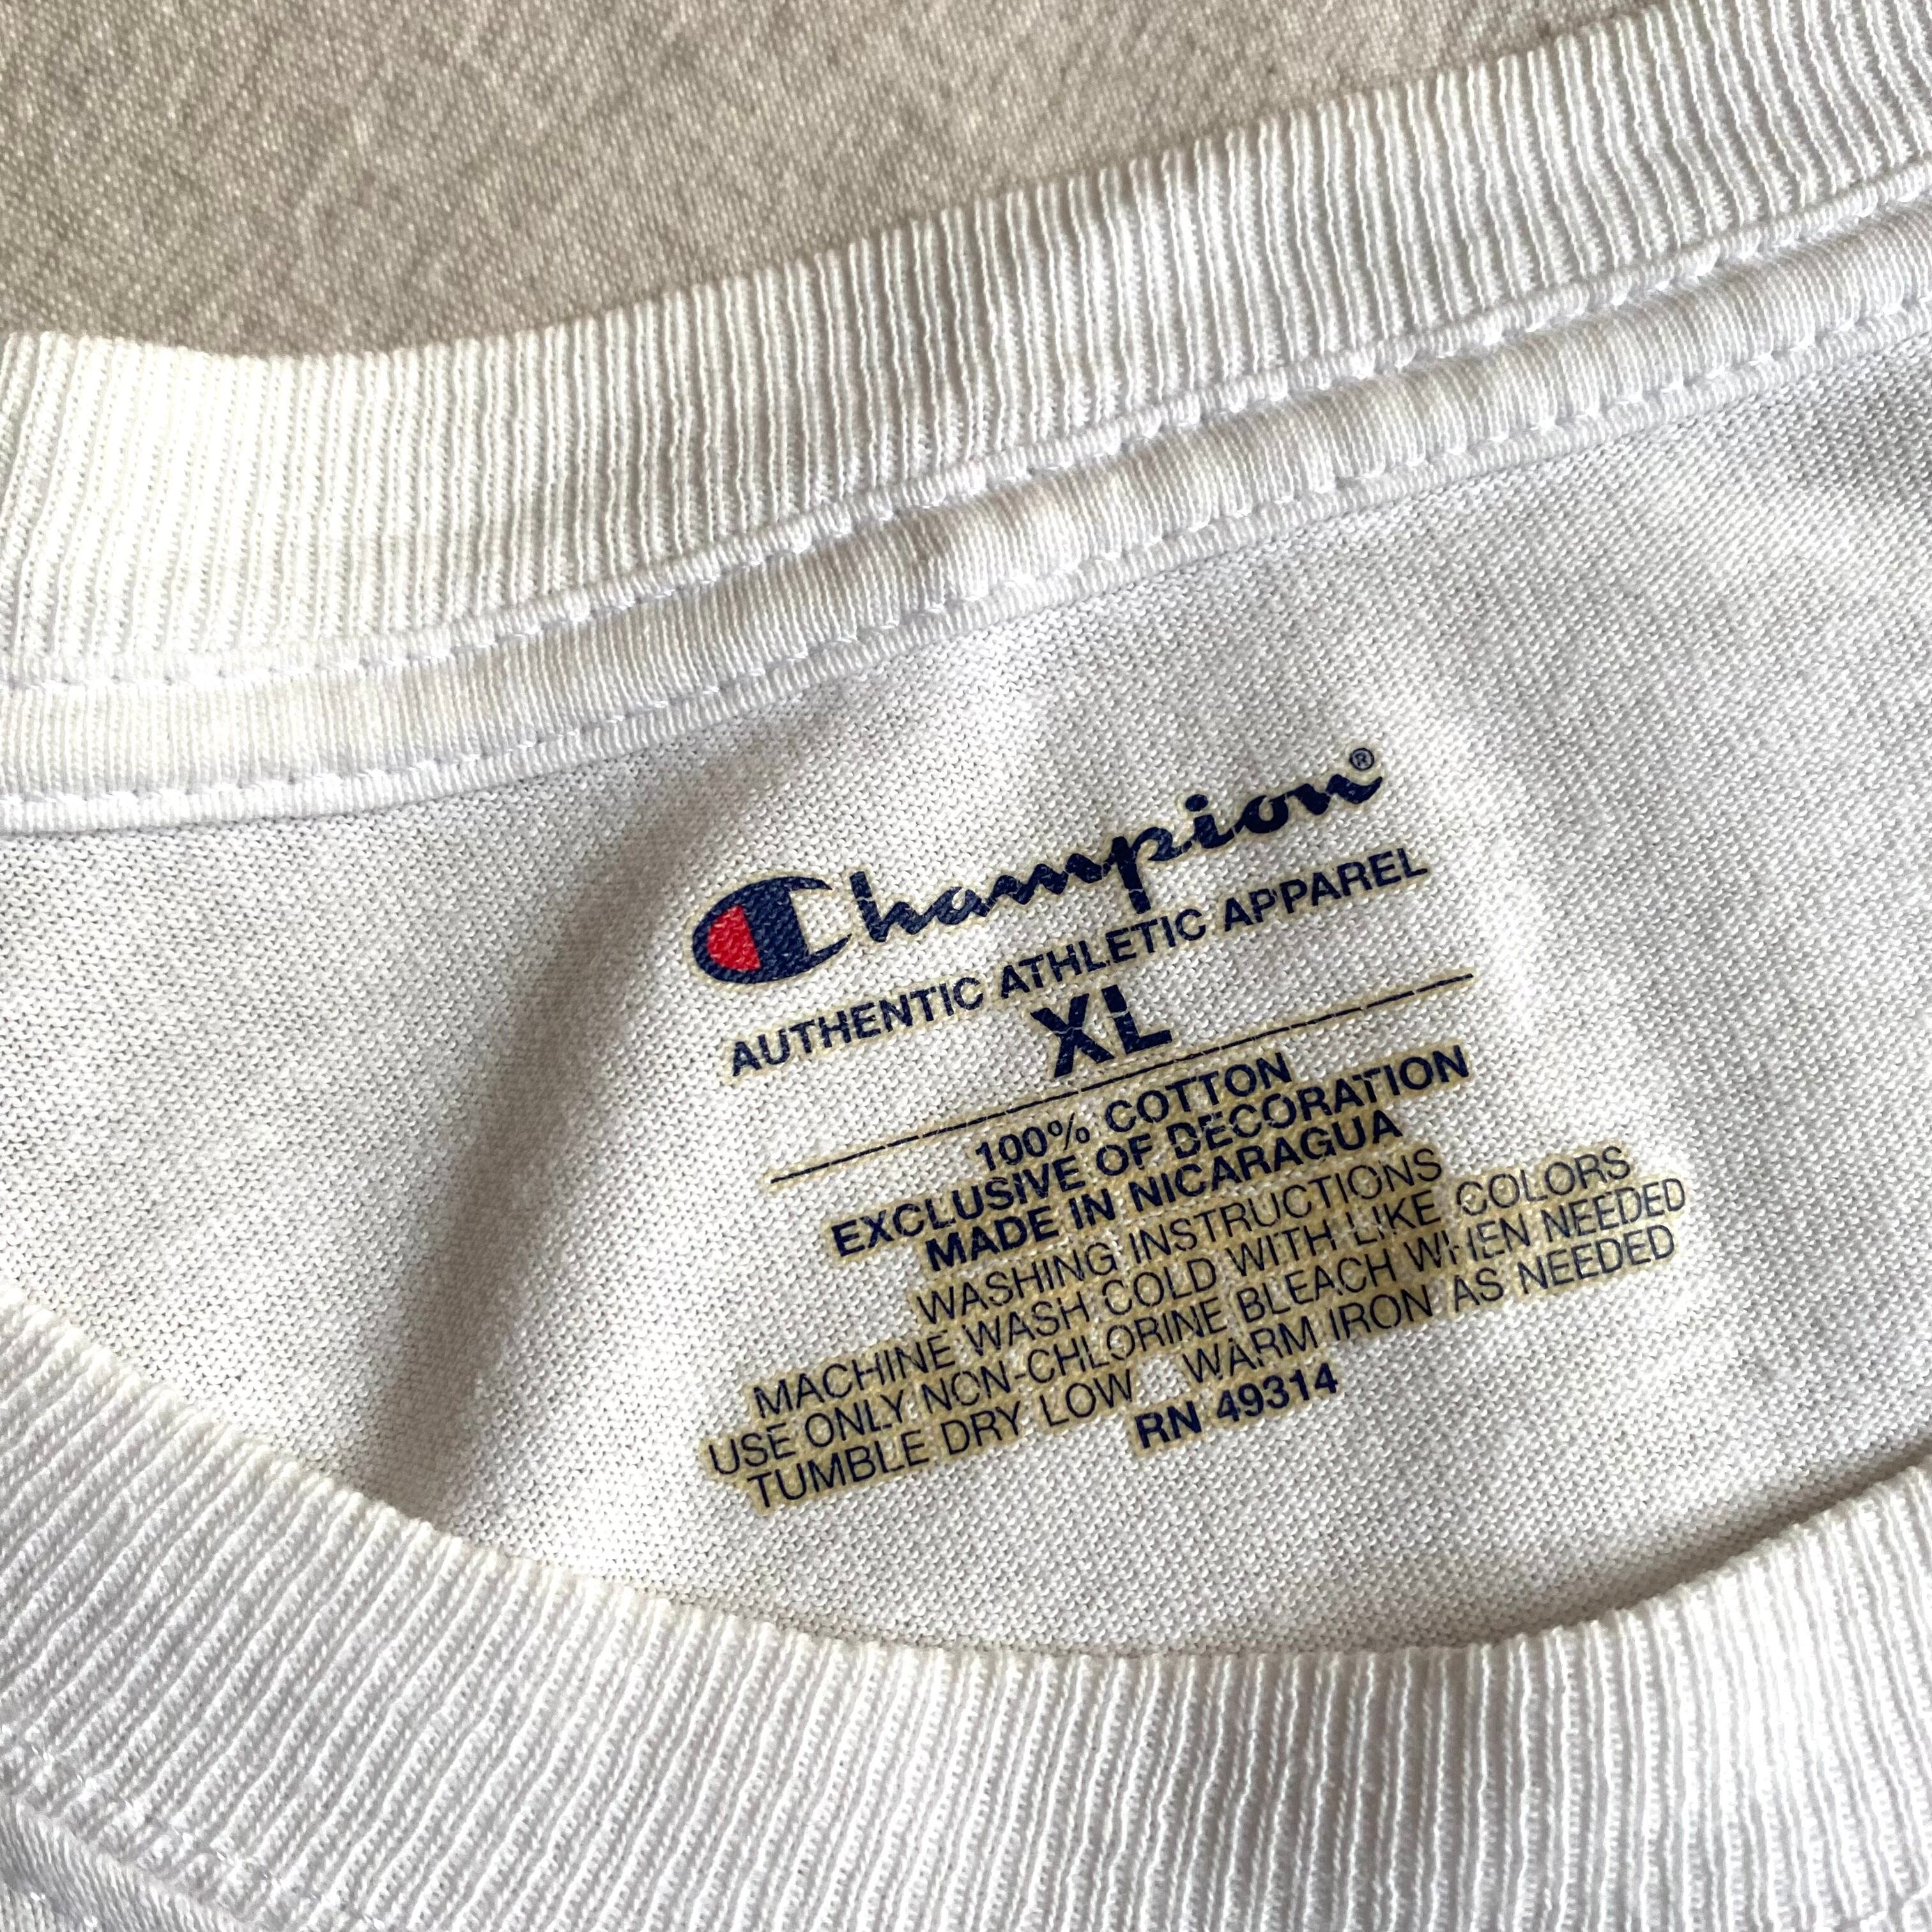 Champion®
AUTHENTIC ATHLETIC APPAREL
XL
100% COTTON
EXCLUSIVE OF DECORATION
MADE IN NICARAGUA
WASHING INSTRUCTIONS
MACHINE WASH COLD WITH LIKE COLORS
USE ONLY NON-CHLORINE BLEACH WHEN NEEDED
TUMBLE DRY LOW WARM IRON AS NEEDED
RN 49314